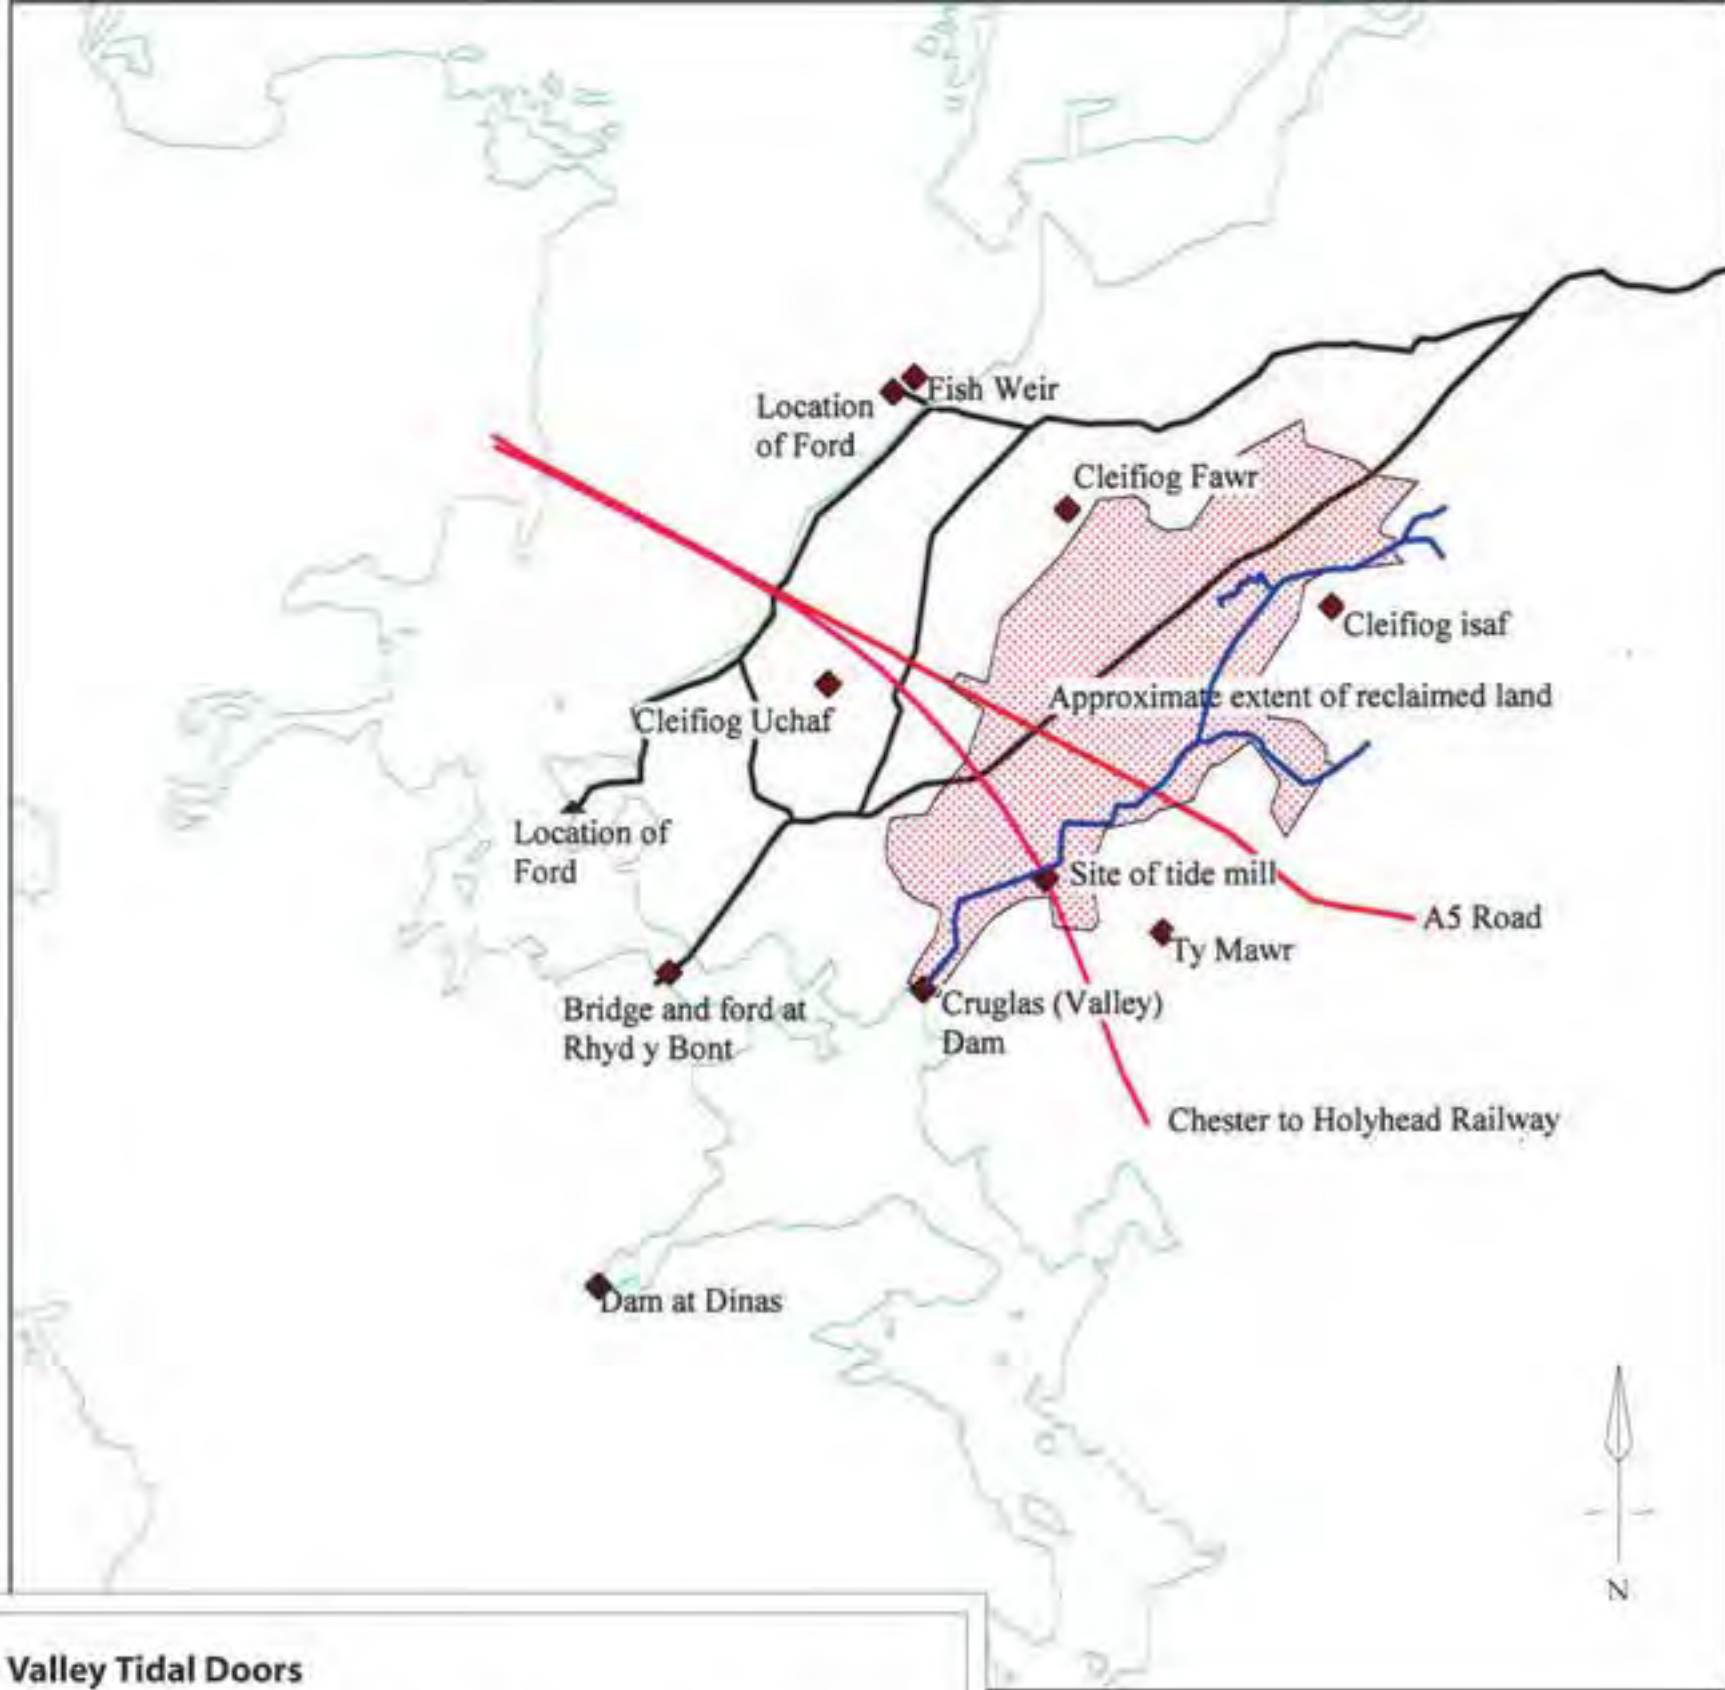 Fish Weir
Location
of Ford
Cleifiog Fawr
Cleifiog isaf
Approximate extent of reclaimed land
Cleifiog Uchaf
Location of
Ford
Site of tide mill
A5 Road
Ty Mawr
Bridge and ford at
Rhyd y Bont
Cruglas (Valley)
Dam
Chester to Holyhead Railway
Dam at Dinas
N
Valley Tidal Doors